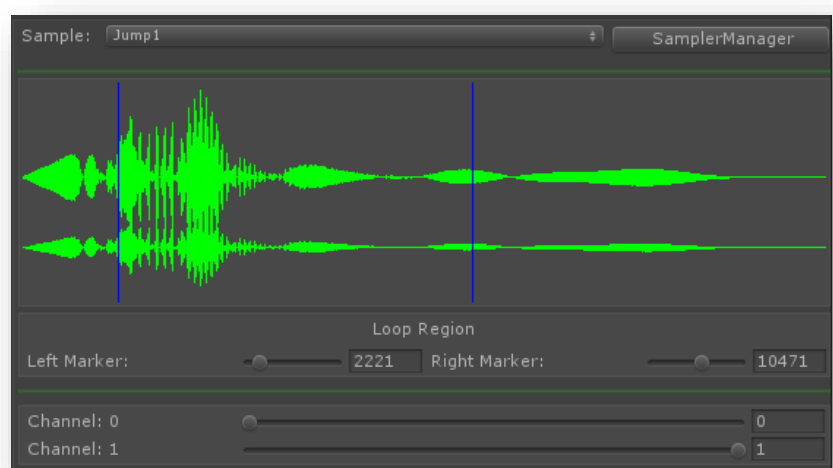 Sample: Jump1 SamplerManager
Loop Region
Left Marker: 2221 Right Marker: 10471
Channel: 0 0
Channel: 1 1